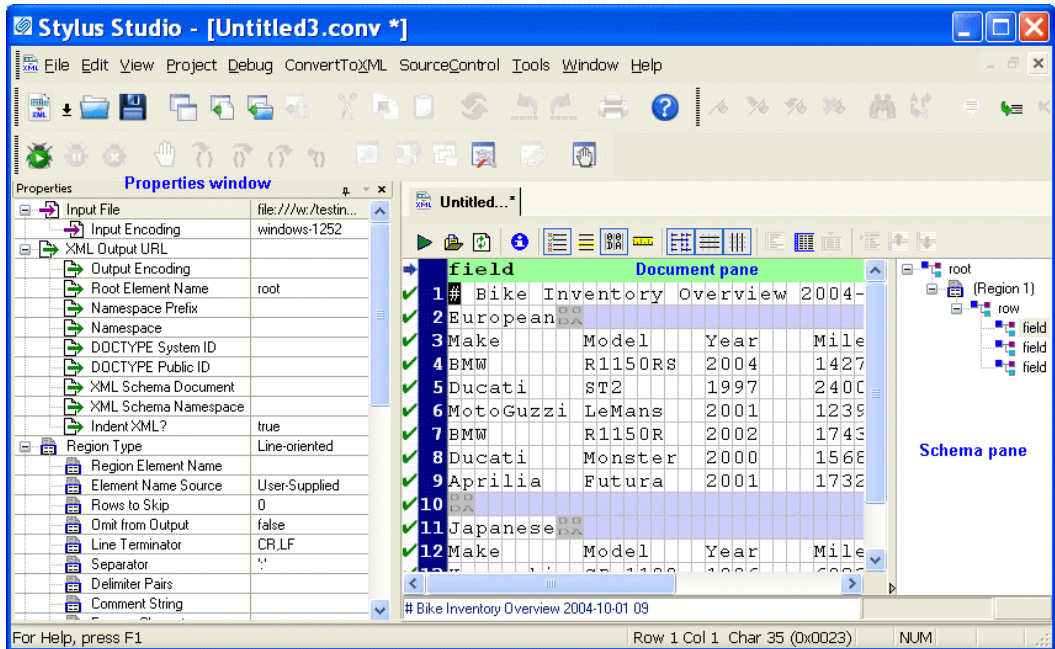 Stylus Studio - [Untitled3.conv *]
File Edit View Project Debug ConvertToXML SourceControl Tools Window Help
Properties Properties window
Input File file:///w:/testin...
Input Encoding windows-1252
XML Output URL
Output Encoding
Root Element Name root
Namespace Prefix
Namespace
DOCTYPE System ID
DOCTYPE Public ID
XML Schema Document
XML Schema Namespace
Indent XML? true
Region Type Line-oriented
Region Element Name
Element Name Source User-Supplied
Rows to Skip 0
Omit from Output false
Line Terminator CR,LF
Separator
Delimiter Pairs
Comment String
Untitled...*
field Document pane
1 # Bike Inventory Overview 2004-
2 European
3 Make Model Year Mile
4 BMW R1150RS 2004 1427
5 Ducati ST2 1997 2400
6 MotoGuzzi LeMans 2001 1239
7 BMW R1150R 2002 1743
8 Ducati Monster 2000 1568
9 Aprilia Futura 2001 1732
10
11 Japanese
12 Make Model Year Mile
# Bike Inventory Overview 2004-10-01 09
root
(Region 1)
row
field
field
field
Schema pane
For Help, press F1 Row 1 Col 1 Char 35 (0x0023) NUM